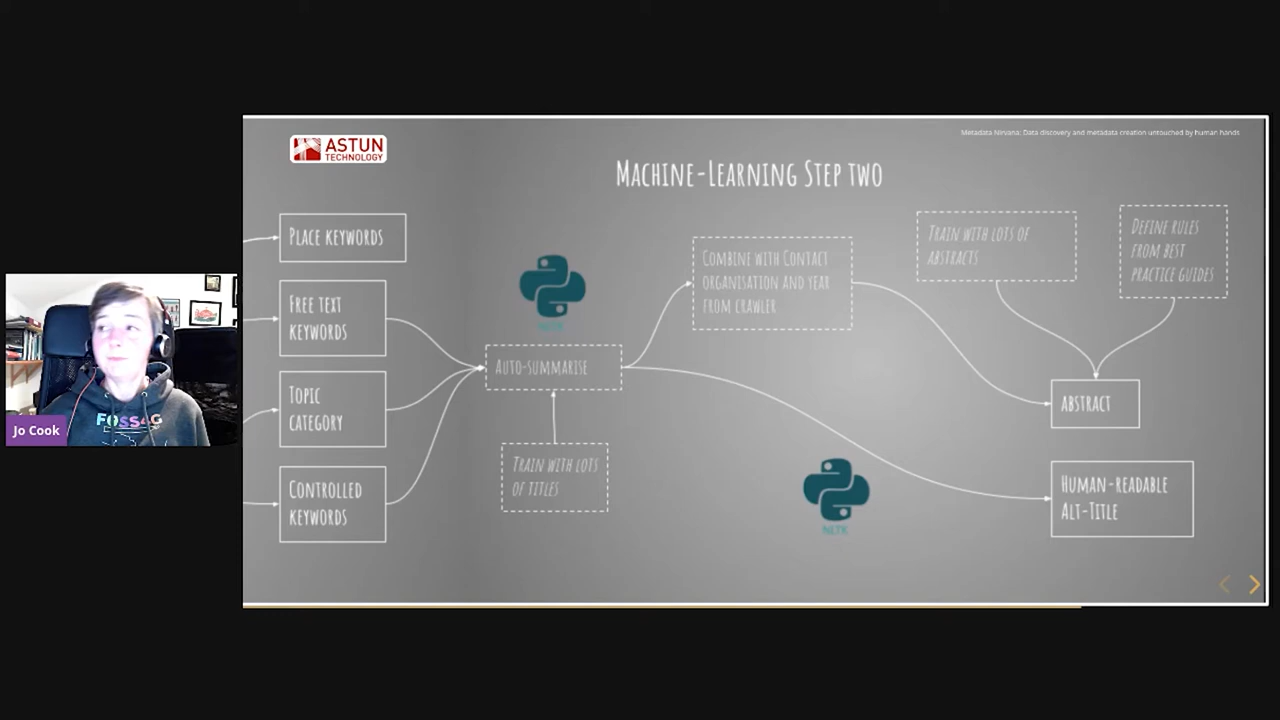 ASTUN
TECHNOLOGY
Metadata Nirvana: Data discovery and metadata creation untouched by human hands
Machine-Learning Step two
Place keywords
Free text
keywords
Topic
category
Controlled
keywords
Auto-summarise
Train with lots
of titles
Combine with Contact
organisation and year
from crawler
Train with lots of
abstracts
Define rules
from best
practice guides
Abstract
Human-readable
Alt-Title
NLTK
Jo Cook